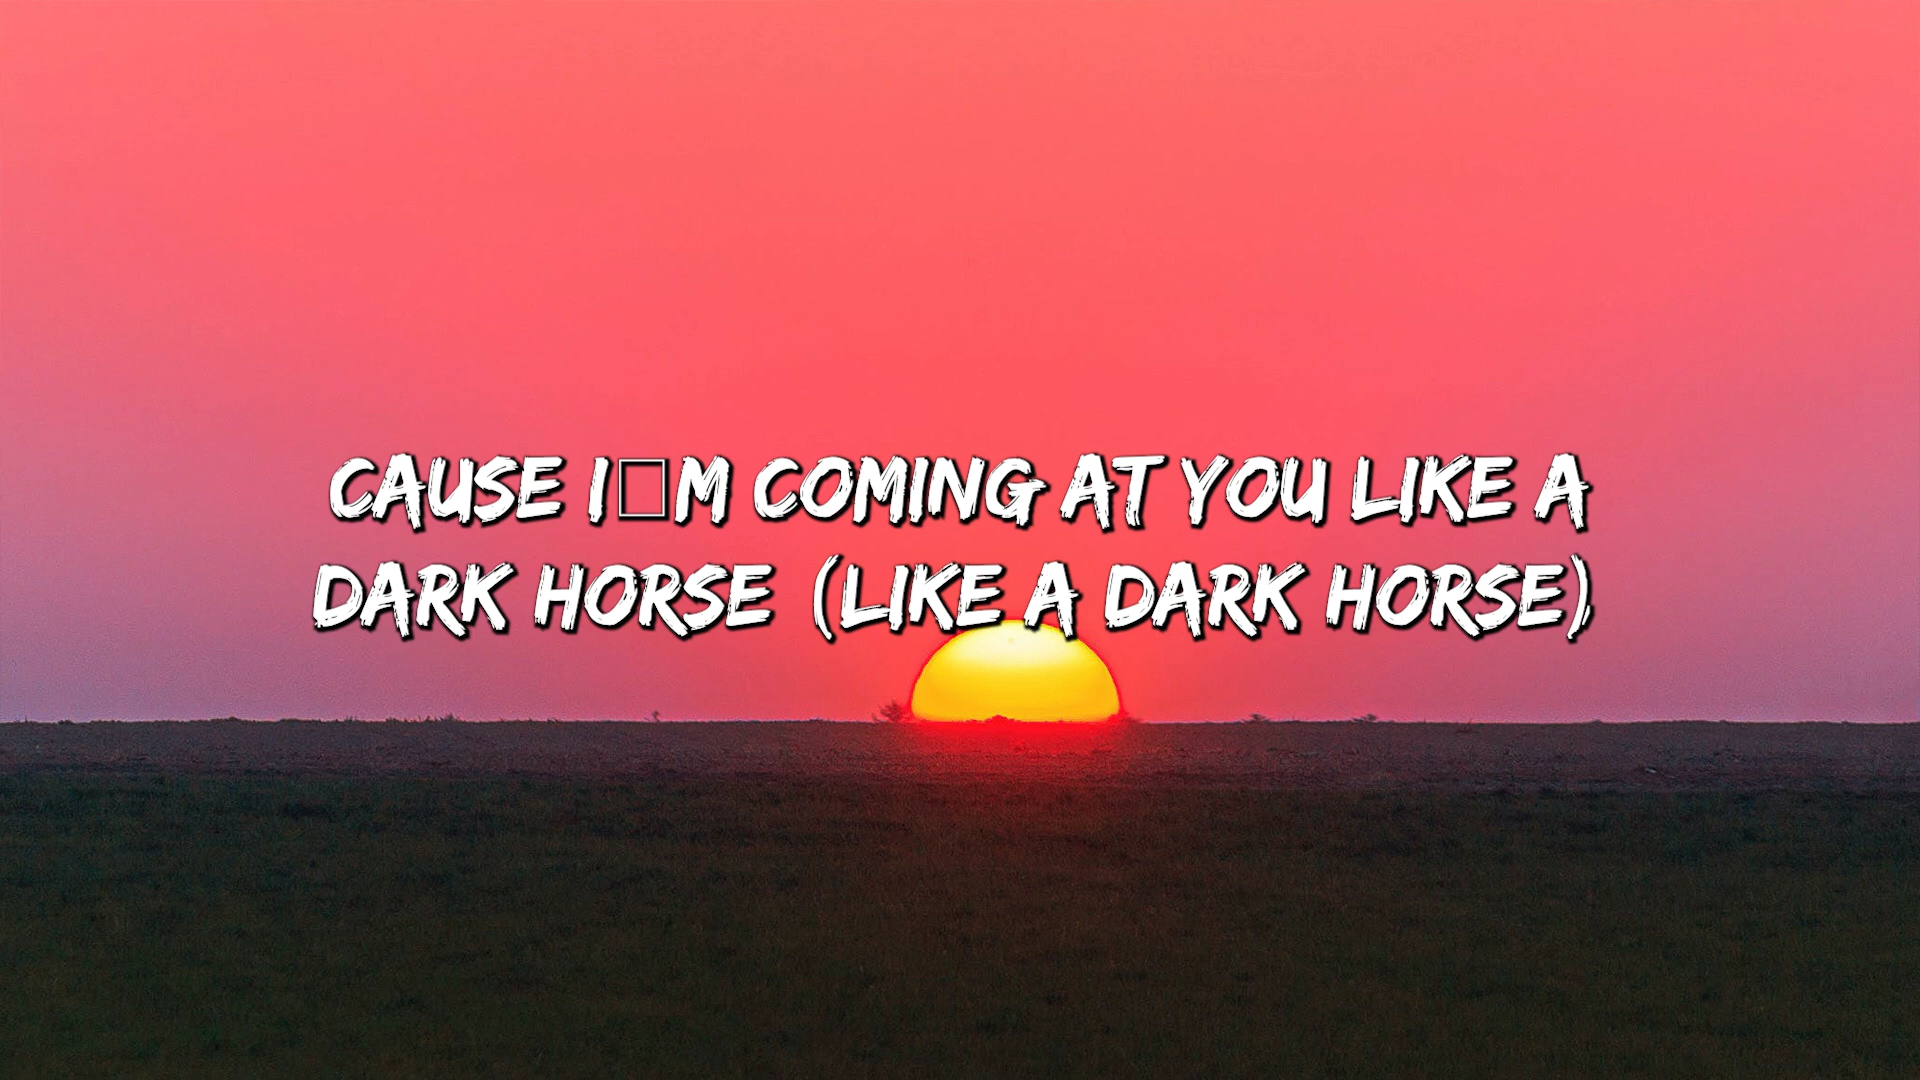 CAUSE I□M COMING AT YOU LIKE A
DARK HORSE (LIKE A DARK HORSE)